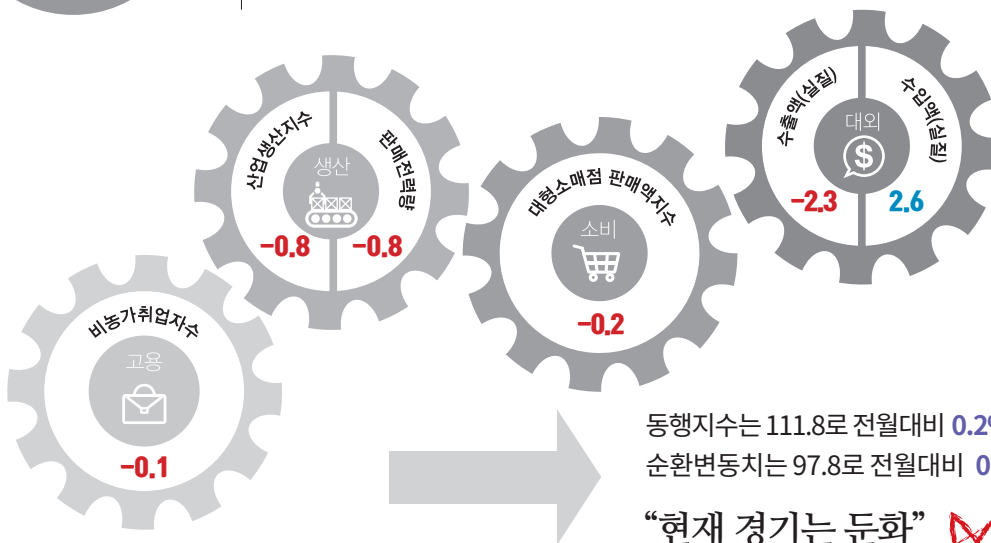 산업생산지수
판매전력량
생산
-0.8
-0.8
대형소매점 판매액지수
소비
-0.2
수출액(실질)
수입액(실질)
대외
$
-2.3
2.6
비농가취업자수
고용
-0.1
동행지수는 111.8로 전월대비 0.2
순환변동치는 97.8로 전월대비 0
“현재 경기는 둔화”